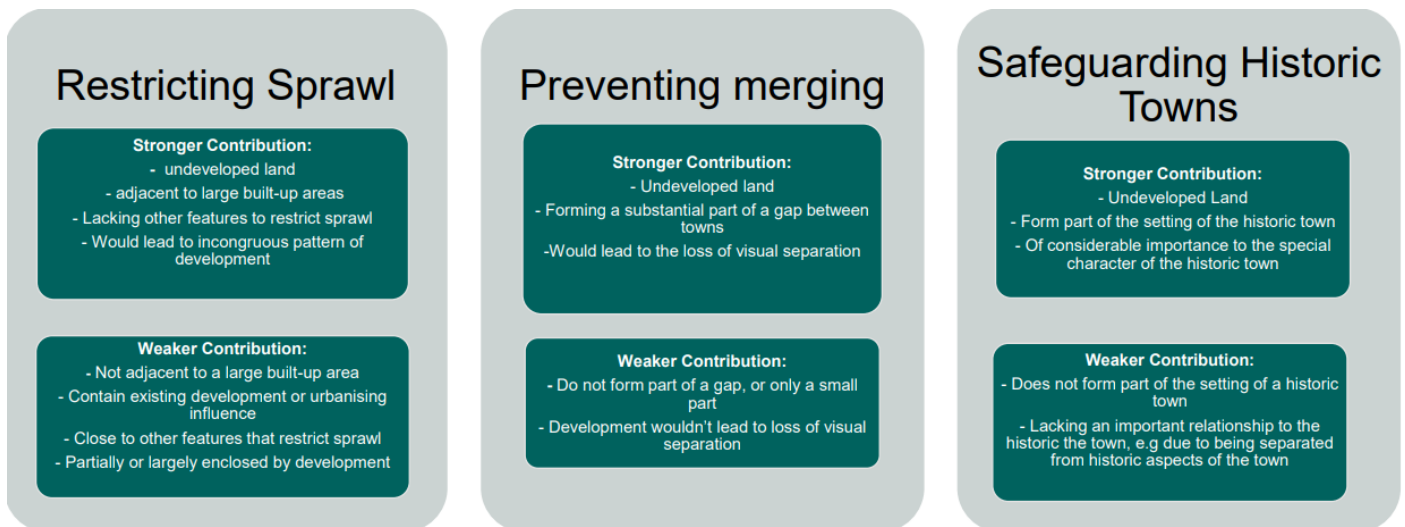 Restricting Sprawl
Stronger Contribution:
- undeveloped land
- adjacent to large built-up areas
- Lacking other features to restrict sprawl
- Would lead to incongruous pattern of
development
Weaker Contribution:
- Not adjacent to a large built-up area
- Contain existing development or urbanising
influence
- Close to other features that restrict sprawl
- Partially or largely enclosed by development
Preventing merging
Stronger Contribution:
- Undeveloped land
- Forming a substantial part of a gap between
towns
-Would lead to the loss of visual separation
Weaker Contribution:
- Do not form part of a gap, or only a small
part
- Development wouldn't lead to loss of visual
separation
Safeguarding Historic
Towns
Stronger Contribution:
- Undeveloped Land
- Form part of the setting of the historic town
- Of considerable importance to the special
character of the historic town
Weaker Contribution:
- Does not form part of the setting of a historic
town
- Lacking an important relationship to the
historic the town, e.g due to being separated
from historic aspects of the town